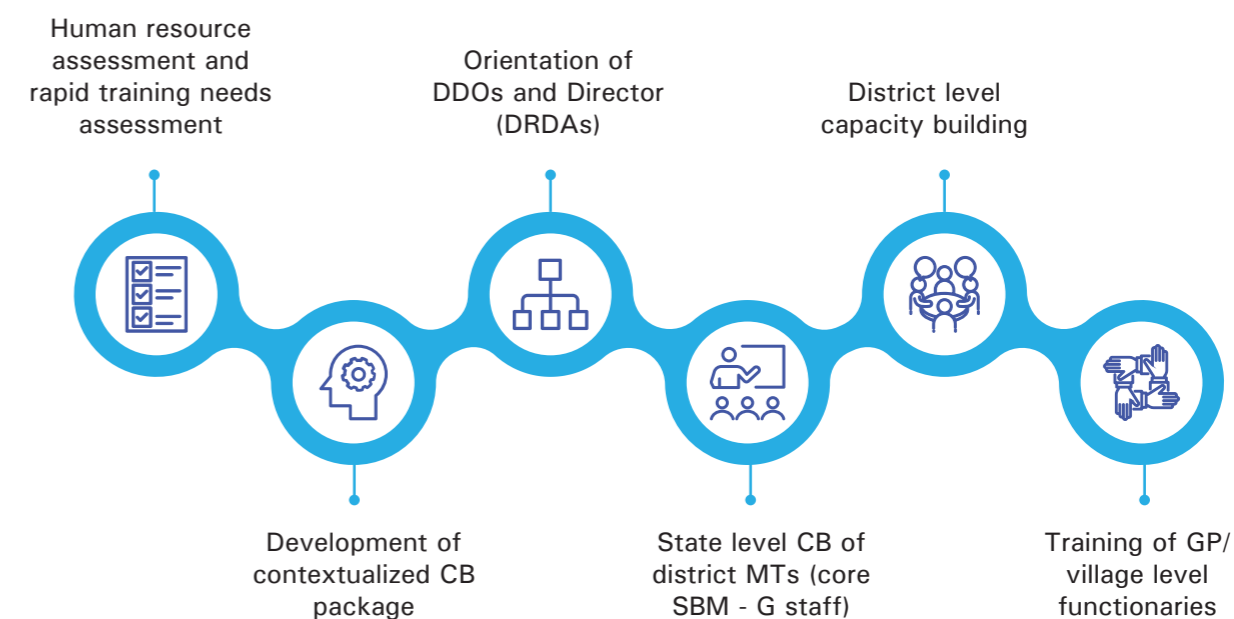 Human resource
assessment and
rapid training needs
assessment
Development of
contextualized CB
package
Orientation of
DDOs and Director
(DRDAs)
State level CB of
district MTs (core
SBM - G staff)
District level
capacity building
Training of GP/
village level
functionaries